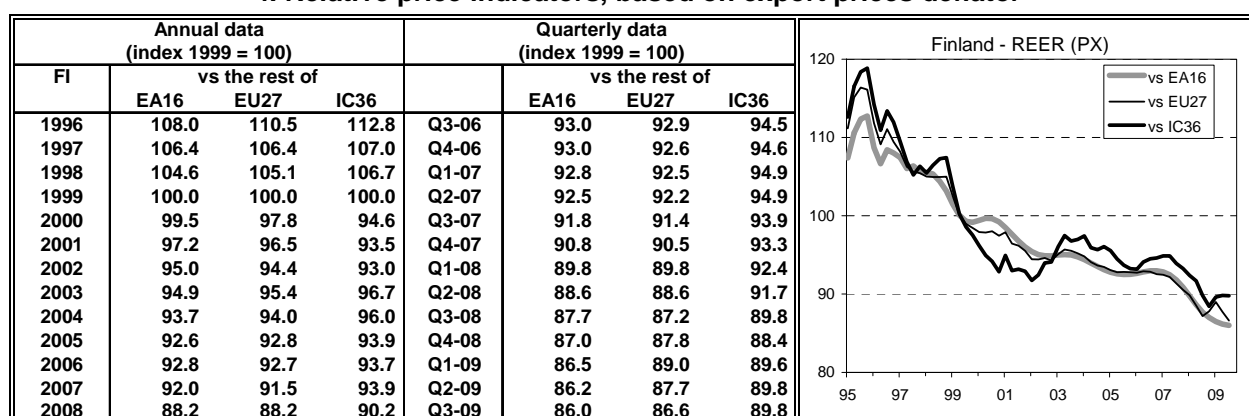 Relative price indicators, based on export prices deflator
Annual data Quarterly data
(index 1999 = 100) (index 1999 = 100)
FI vs the rest of vs the rest of
EA16 EU27 IC36 EA16 EU27 IC36
1996 108.0 110.5 112.8 Q3-06 93.0 92.9 94.5
1997 106.4 106.4 107.0 Q4-06 93.0 92.6 94.6
1998 104.6 105.1 106.7 Q1-07 92.8 92.5 94.9
1999 100.0 100.0 100.0 Q2-07 92.5 92.2 94.9
2000 99.5 97.8 94.6 Q3-07 91.8 91.4 93.9
2001 97.2 96.5 93.5 Q4-07 90.8 90.5 93.3
2002 95.0 94.4 93.0 Q1-08 89.8 89.8 92.4
2003 94.9 95.4 96.7 Q2-08 88.6 88.6 91.7
2004 93.7 94.0 96.0 Q3-08 87.7 87.2 89.8
2005 92.6 92.8 93.9 Q4-08 87.0 87.8 88.4
2006 92.8 92.7 93.7 Q1-09 86.5 89.0 89.6
2007 92.0 91.5 93.9 Q2-09 86.2 87.7 89.8
2008 88.2 88.2 90.2 Q3-09 86.0 86.6 89.8
Finland - REER (PX)
vs EA16
vs EU27
vs IC36
120
110
100
90
80
95 97 99 01 03 05 07 09